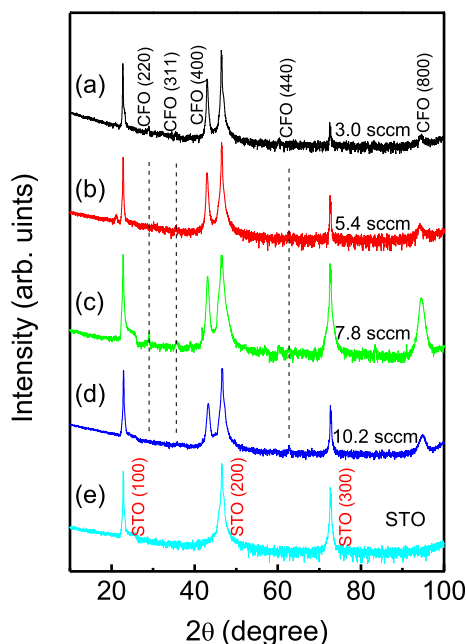 (a)
CFO (220)
CFO (311)
CFO (400)
CFO (440)
CFO (800)
3.0 sccm
(b)
5.4 sccm
(c)
7.8 sccm
(d)
10.2 sccm
(e)
STO (100)
STO (200)
STO (300)
STO
Intensity (arb. uints)
20 40 60 80 100
2θ (degree)